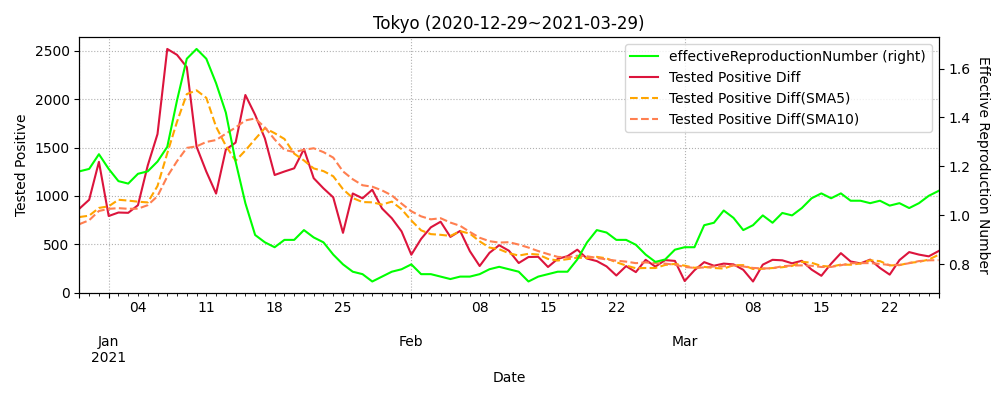 Tokyo (2020-12-29~2021-03-29)
effectiveReproductionNumber (right)
Tested Positive Diff
Tested Positive Diff(SMA5)
Tested Positive Diff(SMA10)
Tested Positive
2500
2000
1500
1000
500
0
Effective Reproduction Number
1.6
1.4
1.2
1.0
0.8
04 11 18 25 08 15 22 08 15 22
Jan Feb Mar
2021
Date